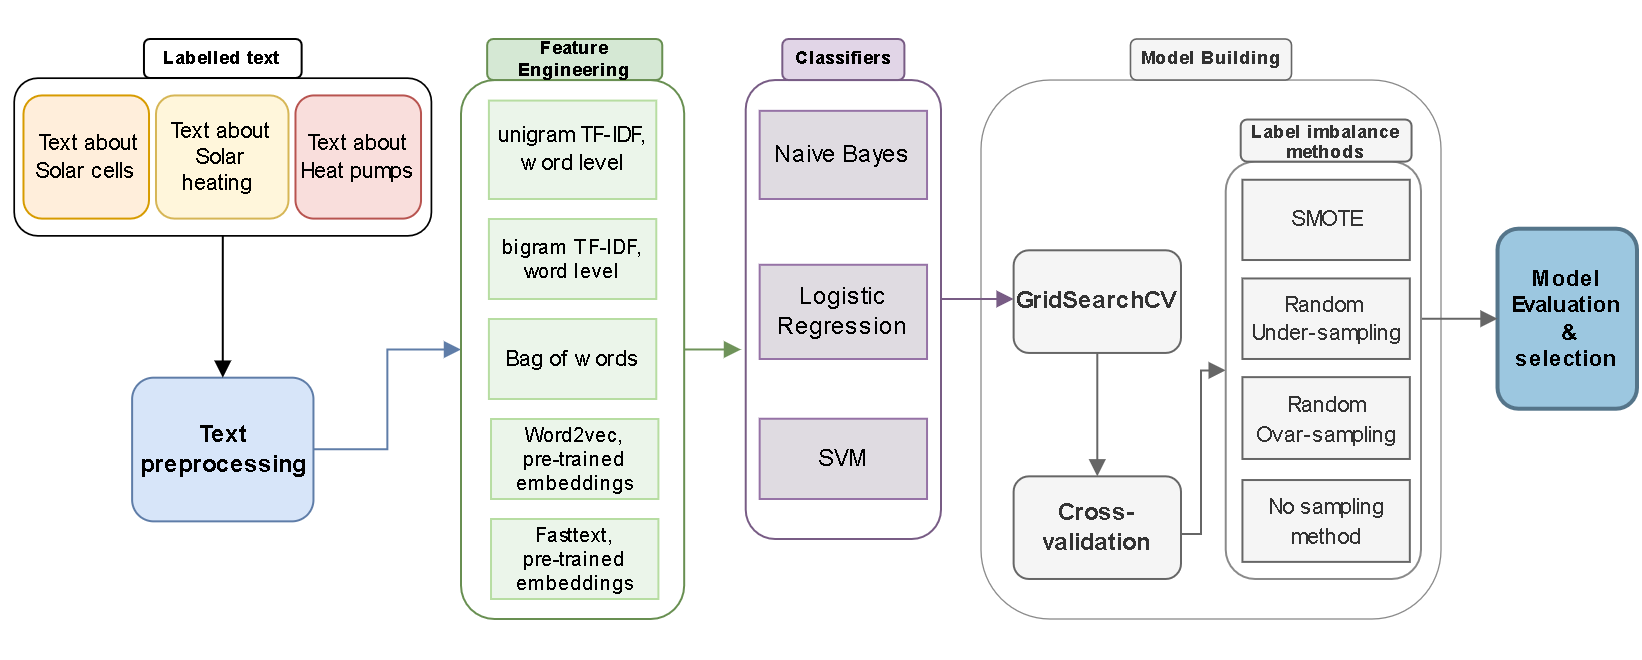 Labelled text
Text about
Solar cells
Text about
Solar
heating
Text about
Heat pumps
Text
preprocessing
Feature
Engineering
unigram TF-IDF,
word level
bigram TF-IDF,
word level
Bag of words
Word2vec,
pre-trained
embeddings
Fasttext,
pre-trained
embeddings
Classifiers
Naive Bayes
Logistic
Regression
SVM
Model Building
GridSearchCV
Cross-
validation
Label imbalance
methods
SMOTE
Random
Under-sampling
Random
Ovar-sampling
No sampling
method
Model
Evaluation
&
selection